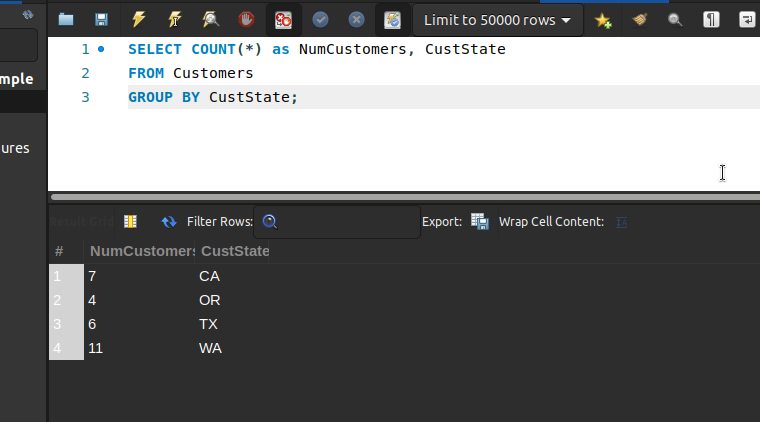 Limit to 50000 rows
mple
ures
1 SELECT COUNT(*) as NumCustomers, CustState
2 FROM Customers
3 GROUP BY CustState;
Result Grid Filter Rows: Export: Wrap Cell Content:
# NumCustomers CustState
1 7 CA
2 4 OR
3 6 TX
4 11 WA